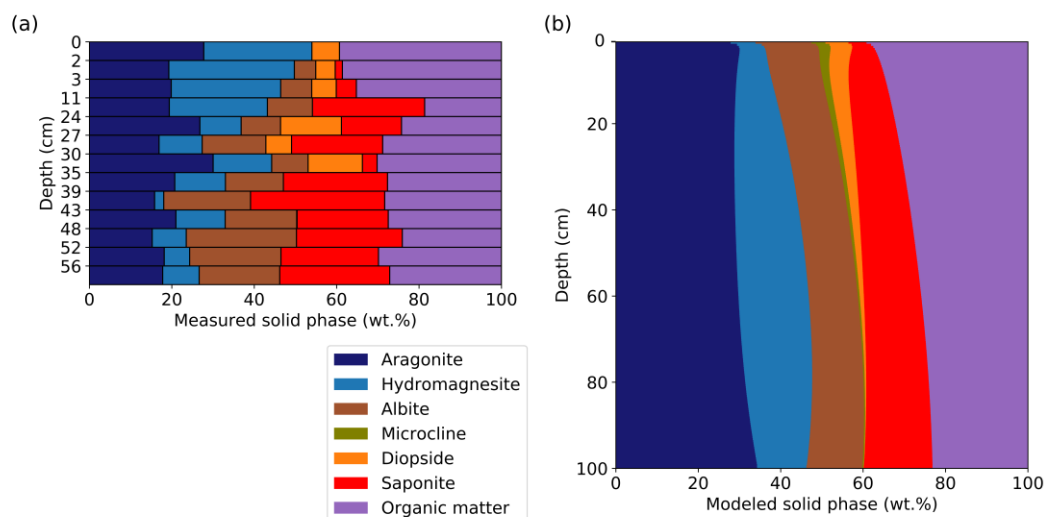 (a)
0
2
3
11
24
27
30
35
39
43
48
52
56
Depth (cm)
0 20 40 60 80 100
Measured solid phase (wt.%)
Aragonite
Hydromagnesite
Albite
Microcline
Diopside
Saponite
Organic matter
(b)
0
20
40
60
80
100
Depth (cm)
0 20 40 60 80 100
Modeled solid phase (wt.%)